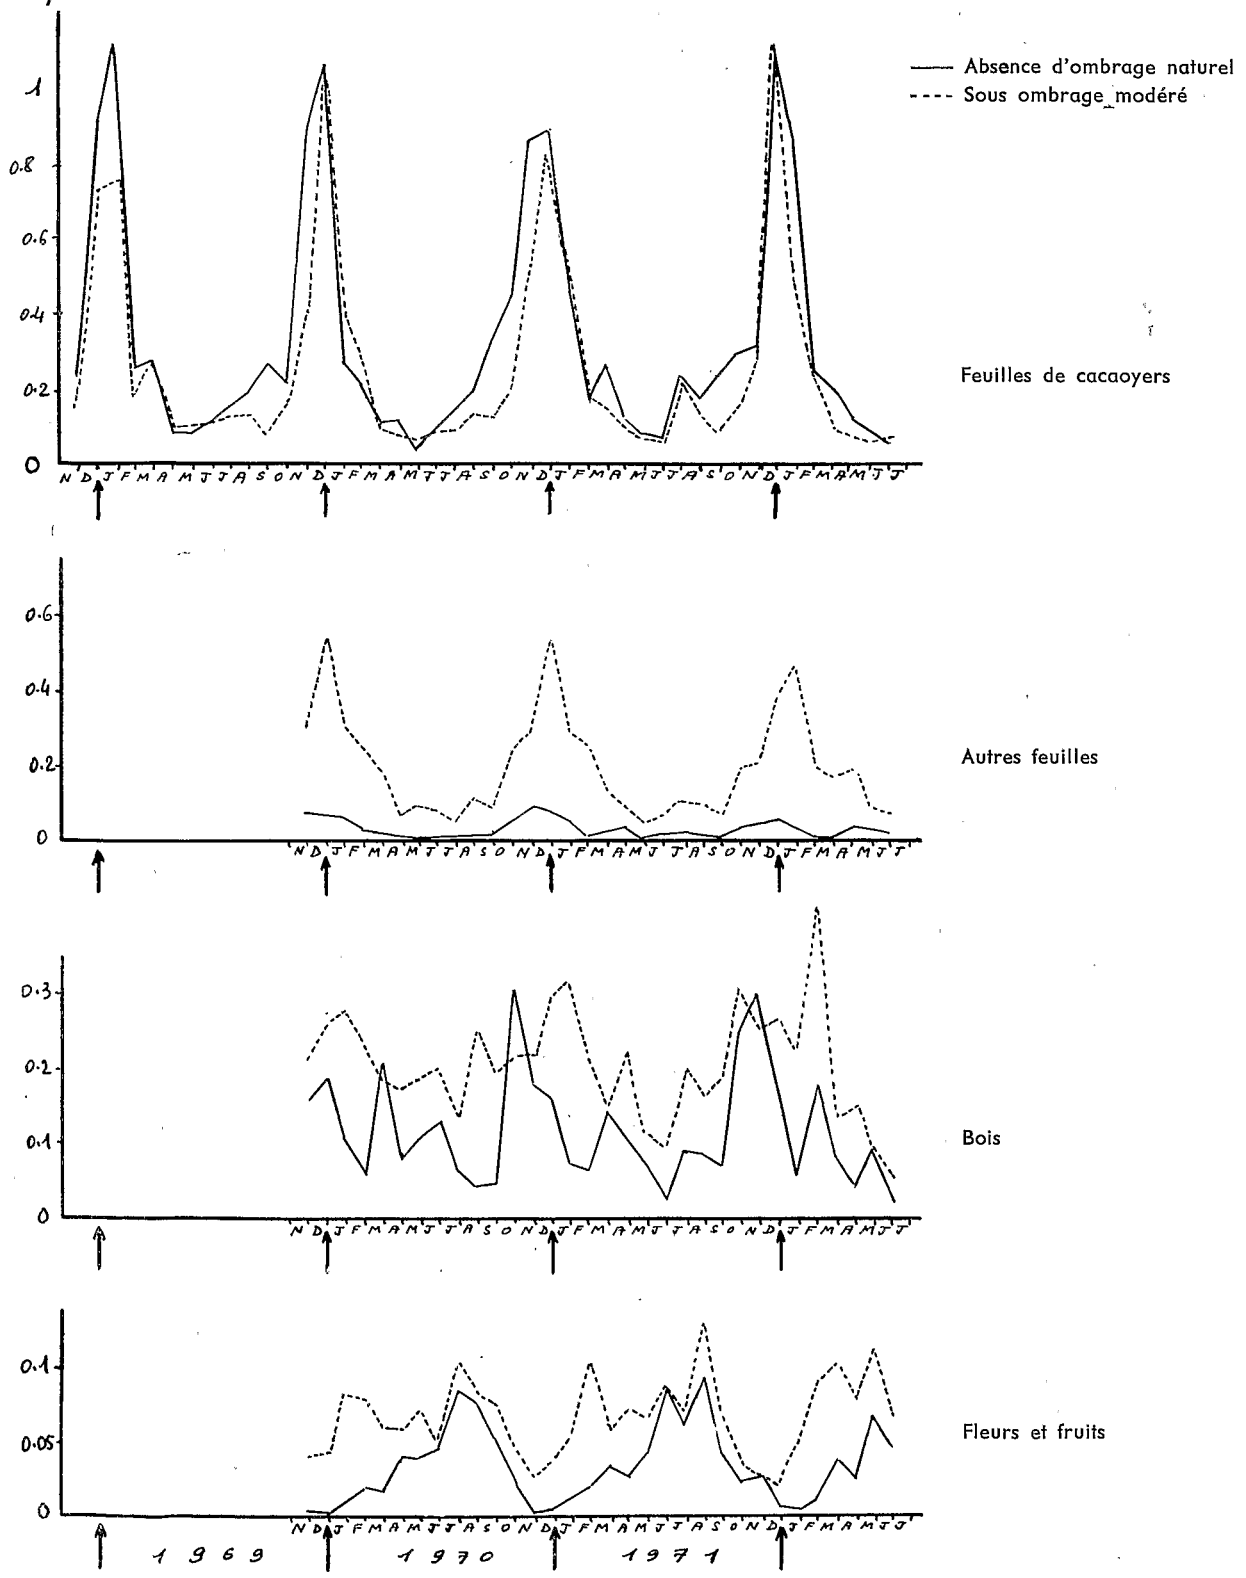 Absence d'ombrage naturel
Sous ombrage modéré
1
0.8
0.6
0.4
0.2
0
Feuilles de cacaoyers
N D J F M A M J J A S O N D J F M A M J J A S O N D J F M A M J J A S O N D J F M A M J J
0.6
0.4
0.2
0
Autres feuilles
N D J F M A M J J A S O N D J F M A M J J A S O N D J F M A M J J
0.3
0.2
0.1
0
Bois
N D J F M A M J J A S O N D J F M A M J J A S O N D J F M A M J J
0.1
0.05
0
Fleurs et fruits
N D J F M A M J J A S O N D J F M A M J J A S O N D J F M A M J J
1969 1970 1971